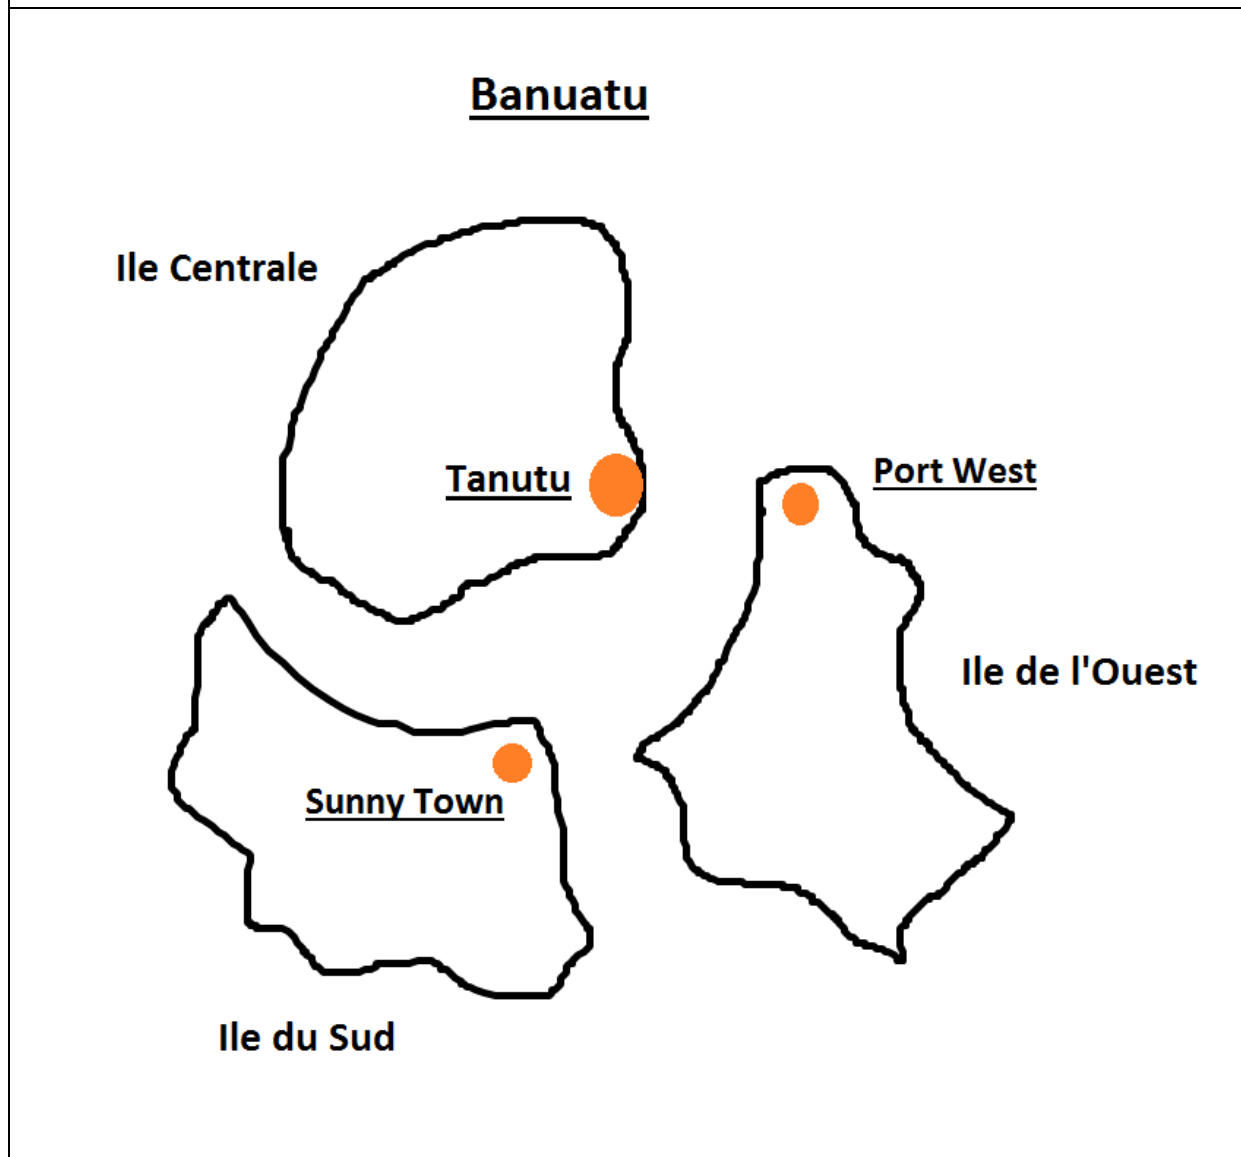 Banuatu
Ile Centrale
Tanutu
Port West
Ile de l'Ouest
Sunny Town
Ile du Sud